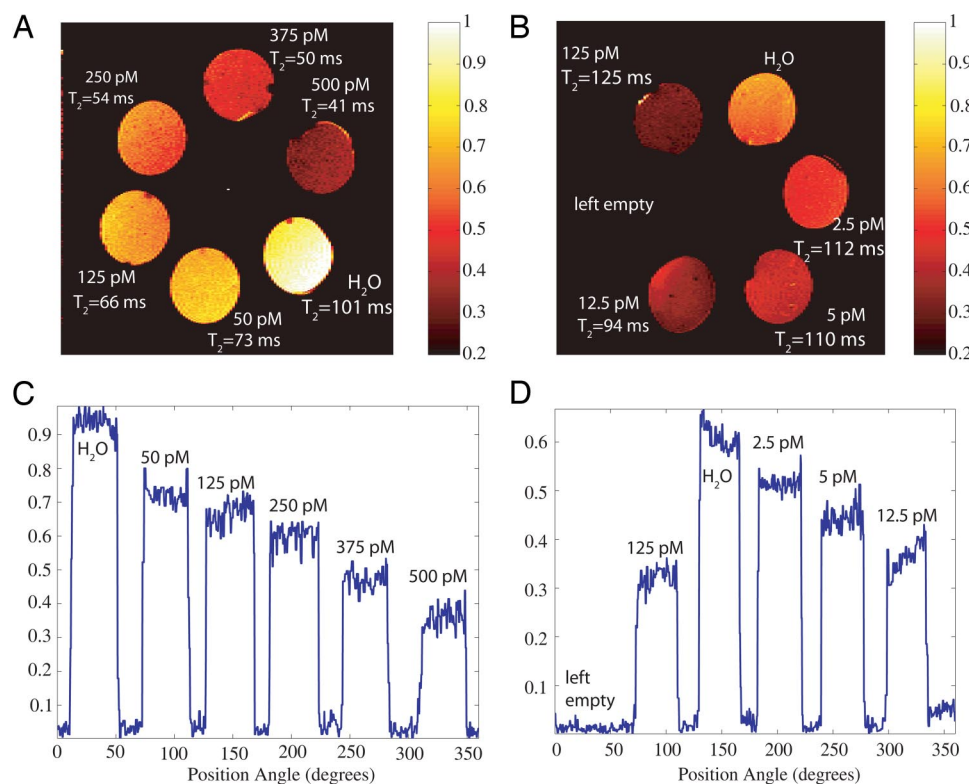 A
375 pM
T₂=50 ms
250 pM
T₂=54 ms
500 pM
T₂=41 ms
125 pM
T₂=66 ms
50 pM
T₂=73 ms
H₂O
T₂=101 ms
1
0.9
0.8
0.7
0.6
0.5
0.4
0.3
0.2
B
125 pM
T₂=125 ms
H₂O
left empty
2.5 pM
T₂=112 ms
12.5 pM
T₂=94 ms
5 pM
T₂=110 ms
1
0.9
0.8
0.7
0.6
0.5
0.4
0.3
0.2
C
0.9
0.8
0.7
0.6
0.5
0.4
0.3
0.2
0.1
H₂O
50 pM
125 pM
250 pM
375 pM
500 pM
0 50 100 150 200 250 300 350
Position Angle (degrees)
D
0.6
0.5
0.4
0.3
0.2
0.1
left
empty
125 pM
H₂O
2.5 pM
5 pM
12.5 pM
0 50 100 150 200 250 300 350
Position Angle (degrees)